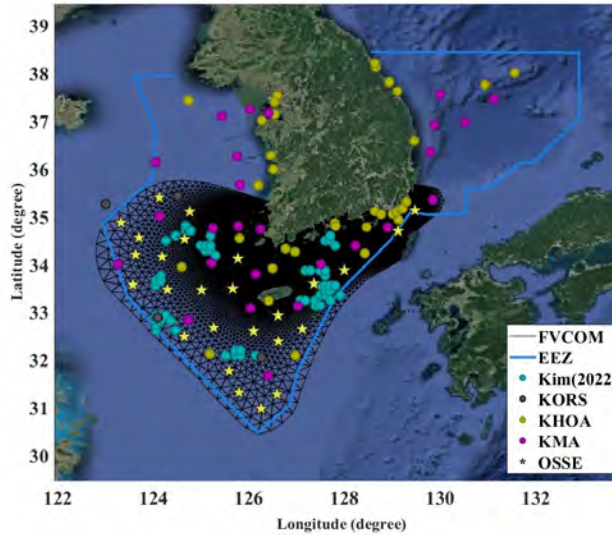 39
38
37
36
35
34
33
32
31
30
Latitude (degree)
FVCOM
EEZ
Kim(2022
KORS
KHOA
KMA
OSSE
122 124 126 128 130 132
Longitude (degree)